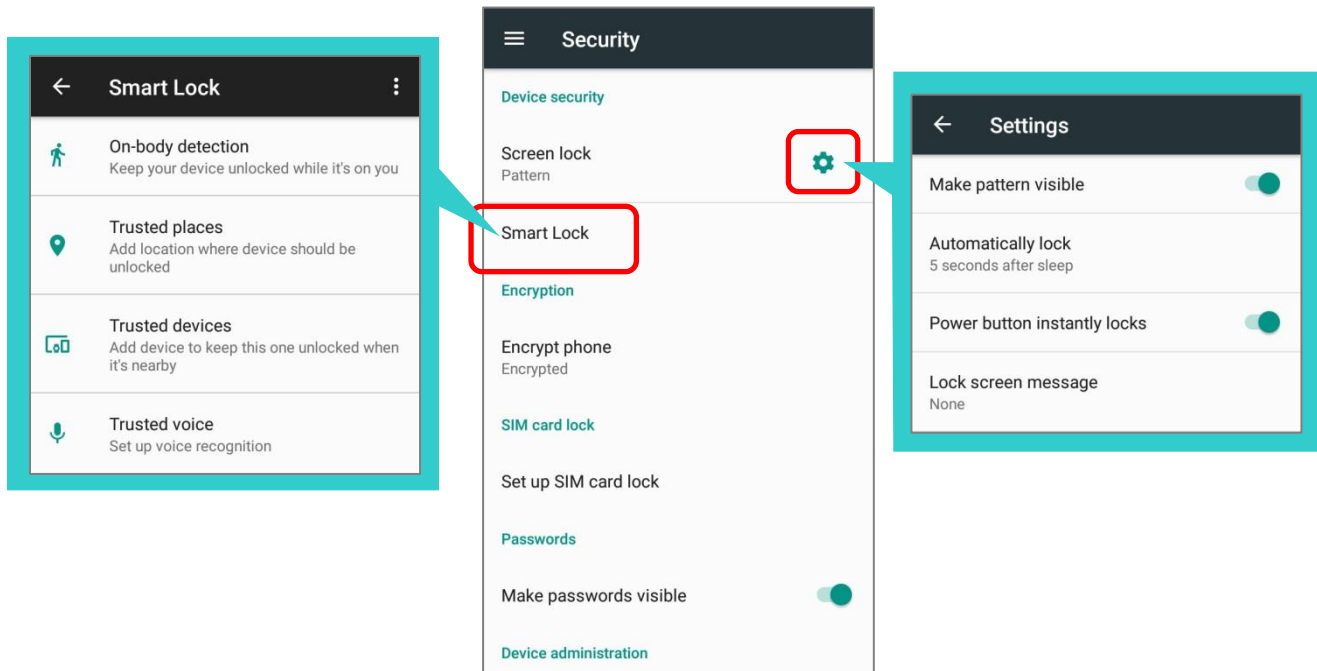 Smart Lock
On-body detection
Keep your device unlocked while it's on you
Trusted places
Add location where device should be
unlocked
Trusted devices
Add device to keep this one unlocked when
it's nearby
Trusted voice
Set up voice recognition
Security
Device security
Screen lock
Pattern
Smart Lock
Encryption
Encrypt phone
Encrypted
SIM card lock
Set up SIM card lock
Passwords
Make passwords visible
Device administration
Settings
Make pattern visible
Automatically lock
5 seconds after sleep
Power button instantly locks
Lock screen message
None